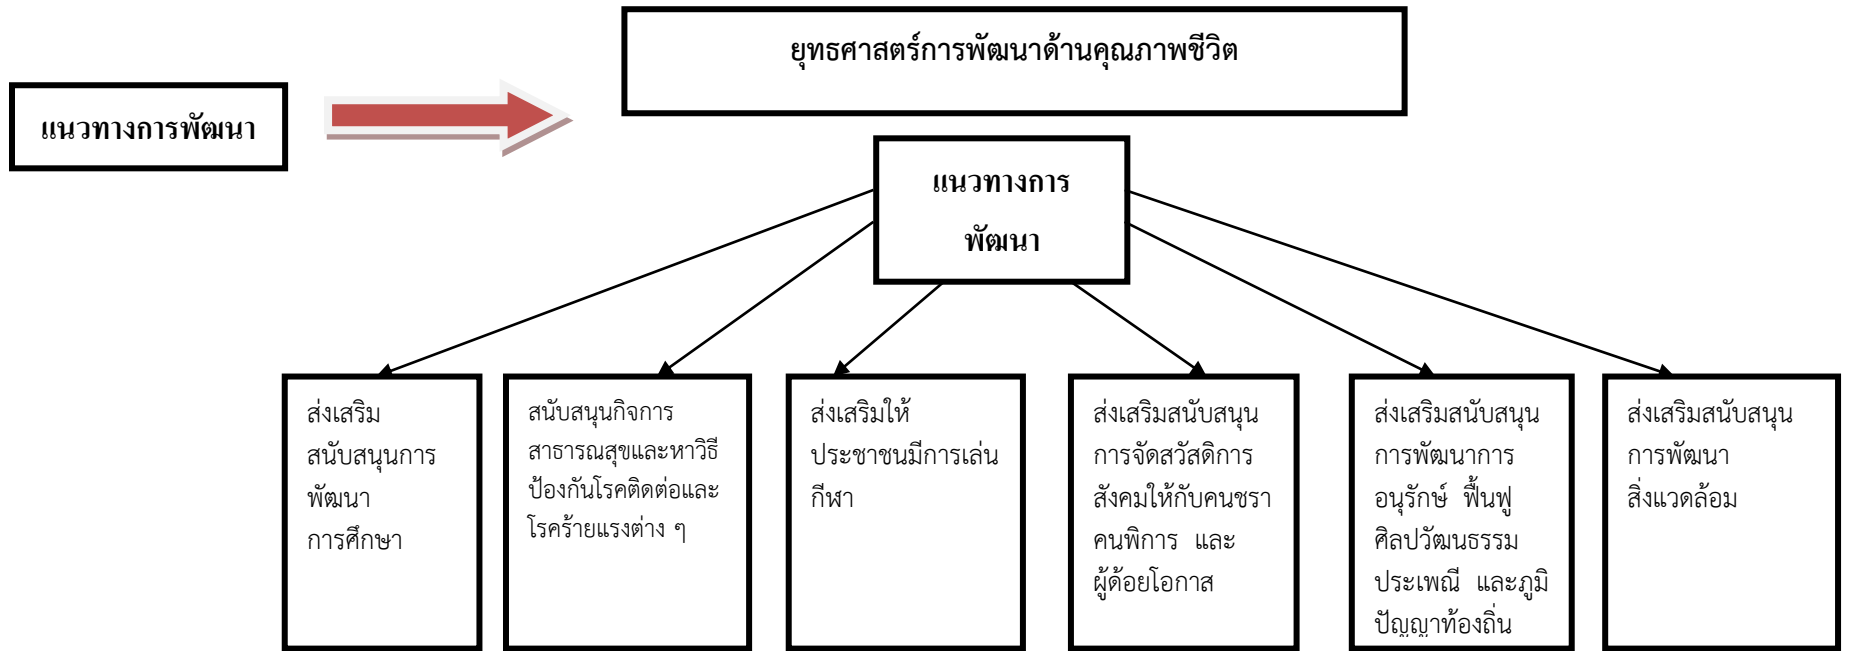 ยุทธศาสตร์การพัฒนาด้านคุณภาพชีวิต
แนวทางการพัฒนา
แนวทางการ
พัฒนา
ส่งเสริม
สนับสนุนการ
พัฒนา
การศึกษา
สนับสนุนกิจการ
สาธารณสุขและหาวิธี
ป้องกันโรคติดต่อและ
โรคร้ายแรงต่าง ๆ
ส่งเสริมให้
ประชาชนมีการเล่น
กีฬา
ส่งเสริมสนับสนุน
การจัดสวัสดิการ
สังคมให้กับคนชรา
คนพิการ และ
ผู้ด้อยโอกาส
ส่งเสริมสนับสนุน
การพัฒนาการ
อนุรักษ์ ฟื้นฟู
ศิลปวัฒนธรรม
ประเพณี และภูมิ
ปัญญาท้องถิ่น
ส่งเสริมสนับสนุน
การพัฒนา
สิ่งแวดล้อม